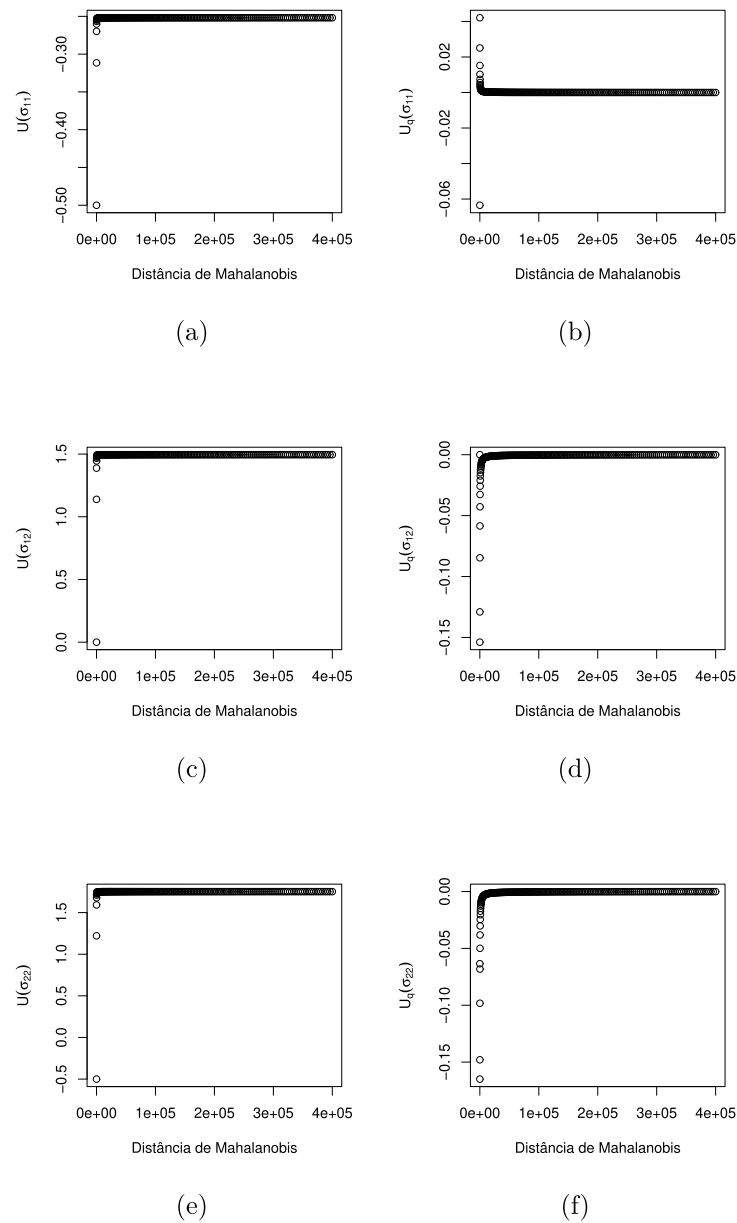 −0.50 −0.40 −0.30
U(σ11)
0e+00 1e+05 2e+05 3e+05 4e+05
Distância de Mahalanobis
(a)
−0.06 −0.02 0.02
Uq(σ11)
0e+00 1e+05 2e+05 3e+05 4e+05
Distância de Mahalanobis
(b)
0.0 0.5 1.0 1.5
U(σ12)
0e+00 1e+05 2e+05 3e+05 4e+05
Distância de Mahalanobis
(c)
−0.15 −0.10 −0.05 0.00
Uq(σ12)
0e+00 1e+05 2e+05 3e+05 4e+05
Distância de Mahalanobis
(d)
−0.5 0.0 0.5 1.0 1.5
U(σ22)
0e+00 1e+05 2e+05 3e+05 4e+05
Distância de Mahalanobis
(e)
−0.15 −0.10 −0.05 0.00
Uq(σ22)
0e+00 1e+05 2e+05 3e+05 4e+05
Distância de Mahalanobis
(f)